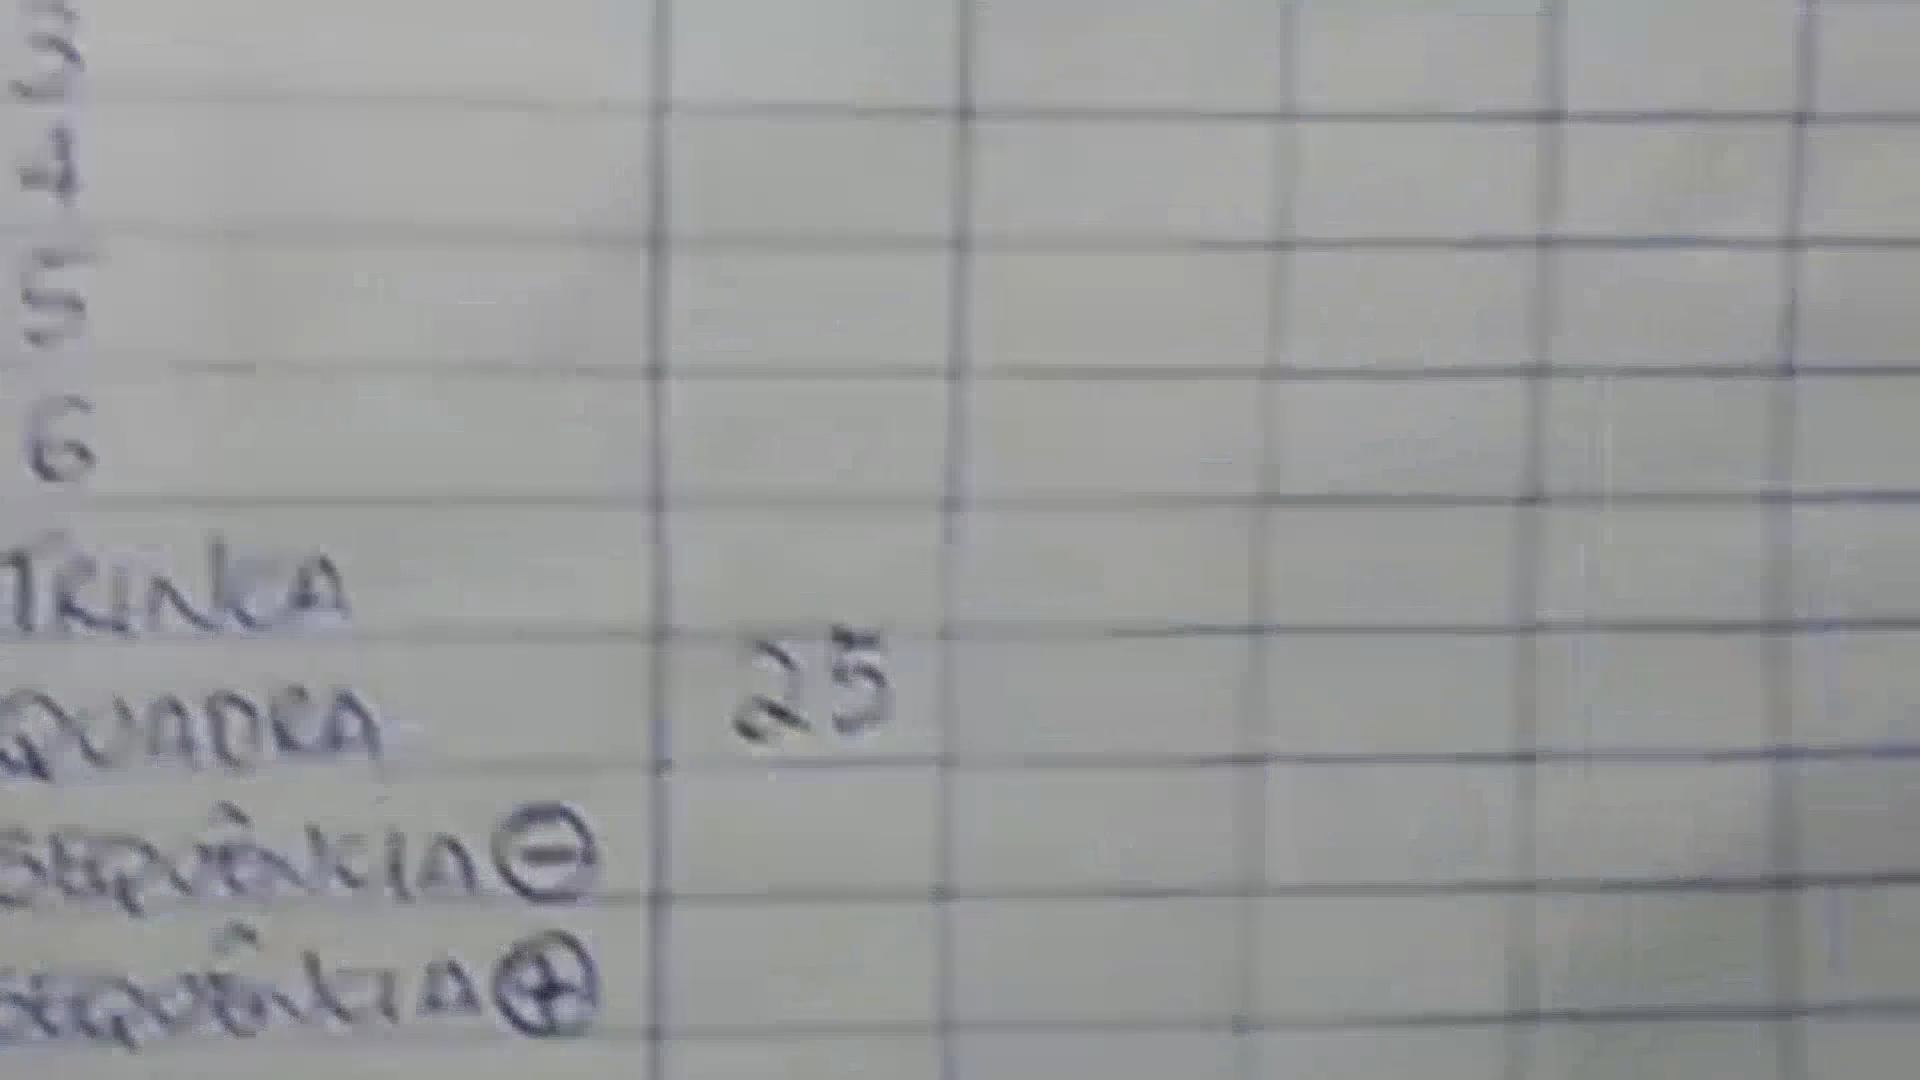 3
4
5
6
TRINCA
QUADRA 25
SEQUÊNCIA -
SEQUÊNCIA +